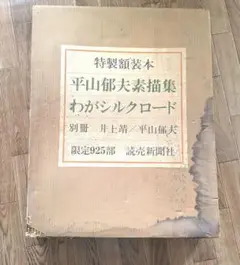 特製額装本
平山郁夫素描集
わがシルクロード
別冊 井上靖/平山郁夫
限定925部 読売新聞社